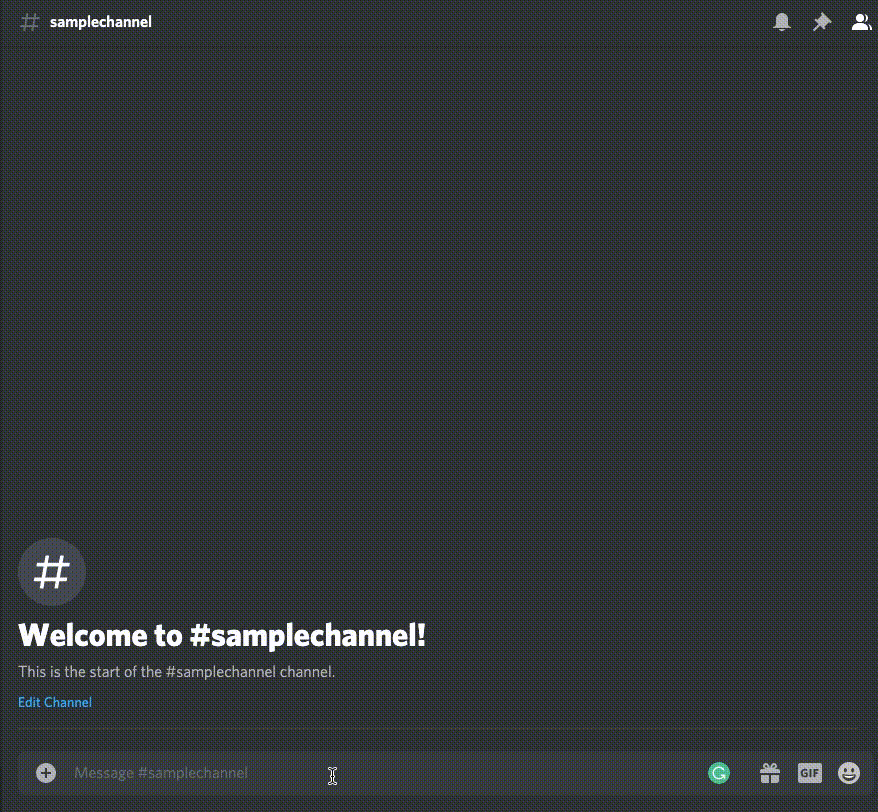 # samplechannel
#
Welcome to #samplechannel!
This is the start of the #samplechannel channel.
Edit Channel
Message #samplechannel GIF